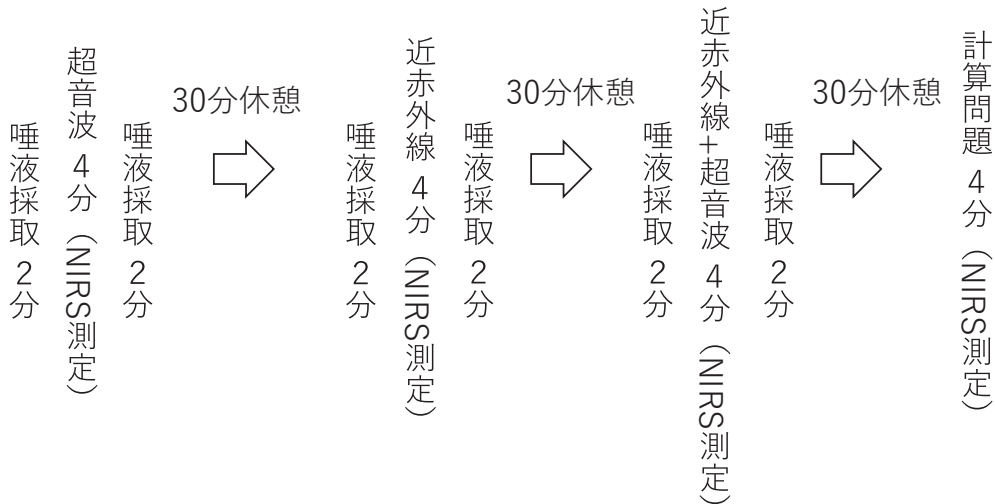 唾液採取 2分
超音波 4分（NIRS測定）
唾液採取 2分
30分休憩
唾液採取 2分
近赤外線 4分（NIRS測定）
唾液採取 2分
30分休憩
唾液採取 2分
近赤外線+超音波 4分（NIRS測定）
唾液採取 2分
30分休憩
計算問題 4分（NIRS測定）